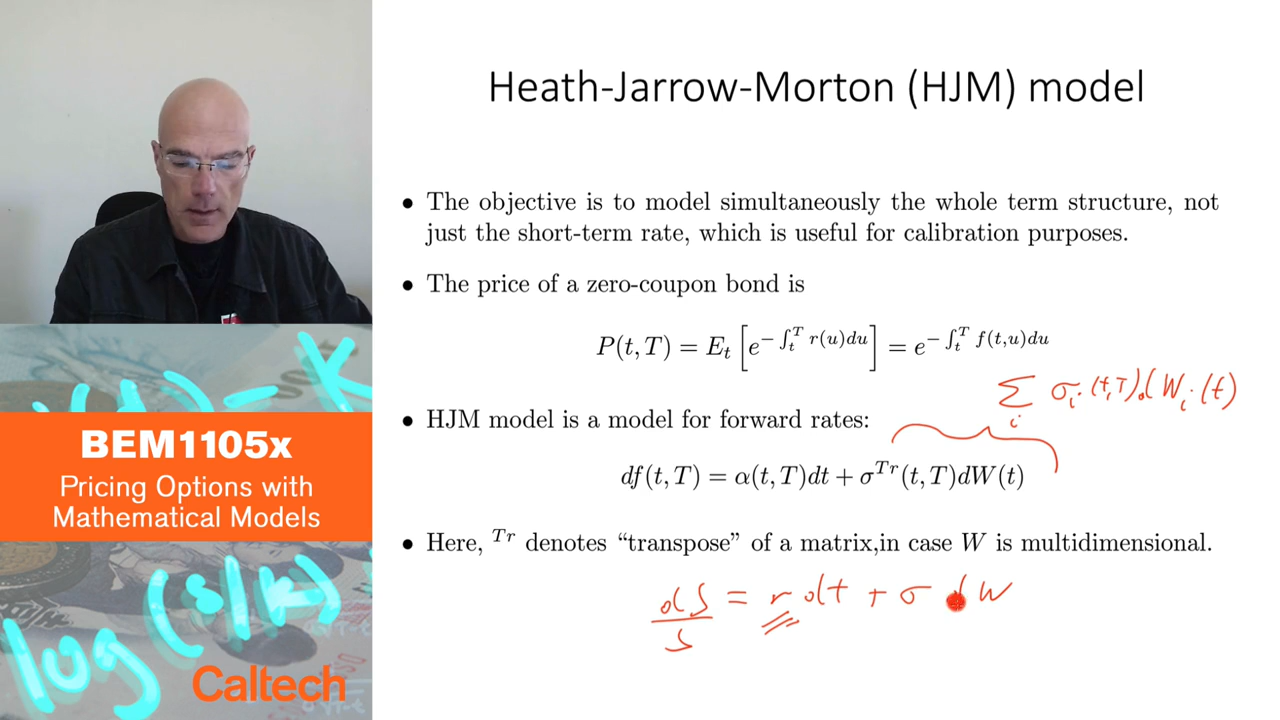 Heath-Jarrow-Morton (HJM) model
• The objective is to model simultaneously the whole term structure, not
just the short-term rate, which is useful for calibration purposes.
• The price of a zero-coupon bond is
P(t, T) = E_t [e^{-∫_t^T r(u)du}] = e^{-∫_t^T f(t,u)du}
∑_i σ_i (t,T) d W_i (t)
• HJM model is a model for forward rates:
df(t, T) = α(t, T)dt + σ^{Tr}(t, T)dW(t)
• Here, ^{Tr} denotes “transpose” of a matrix,in case W is multidimensional.
dS/S = r dt + σ dW
BEM1105x
Pricing Options with
Mathematical Models
log(s/k)
Caltech